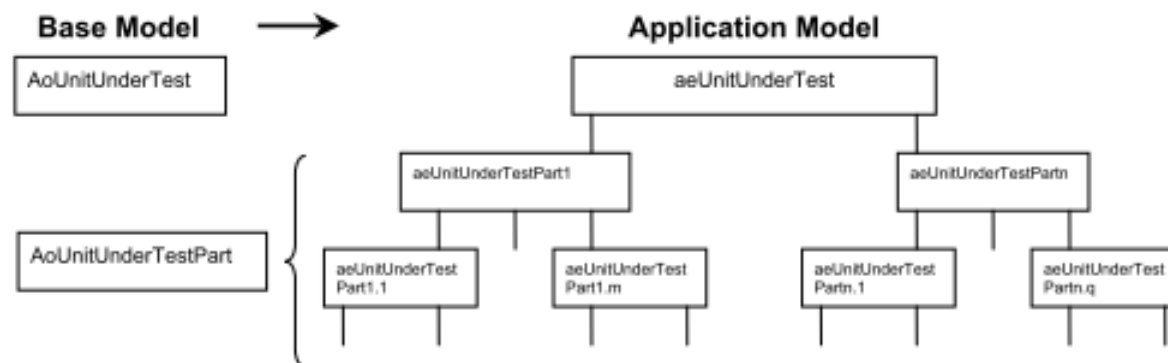 Base Model
Application Model
AoUnitUnderTest
aeUnitUnderTest
aeUnitUnderTestPart1
aeUnitUnderTestPartn
AoUnitUnderTestPart
aeUnitUnderTest
Part1.1
aeUnitUnderTest
Part1.m
aeUnitUnderTest
Partn.1
aeUnitUnderTest
Partn.q